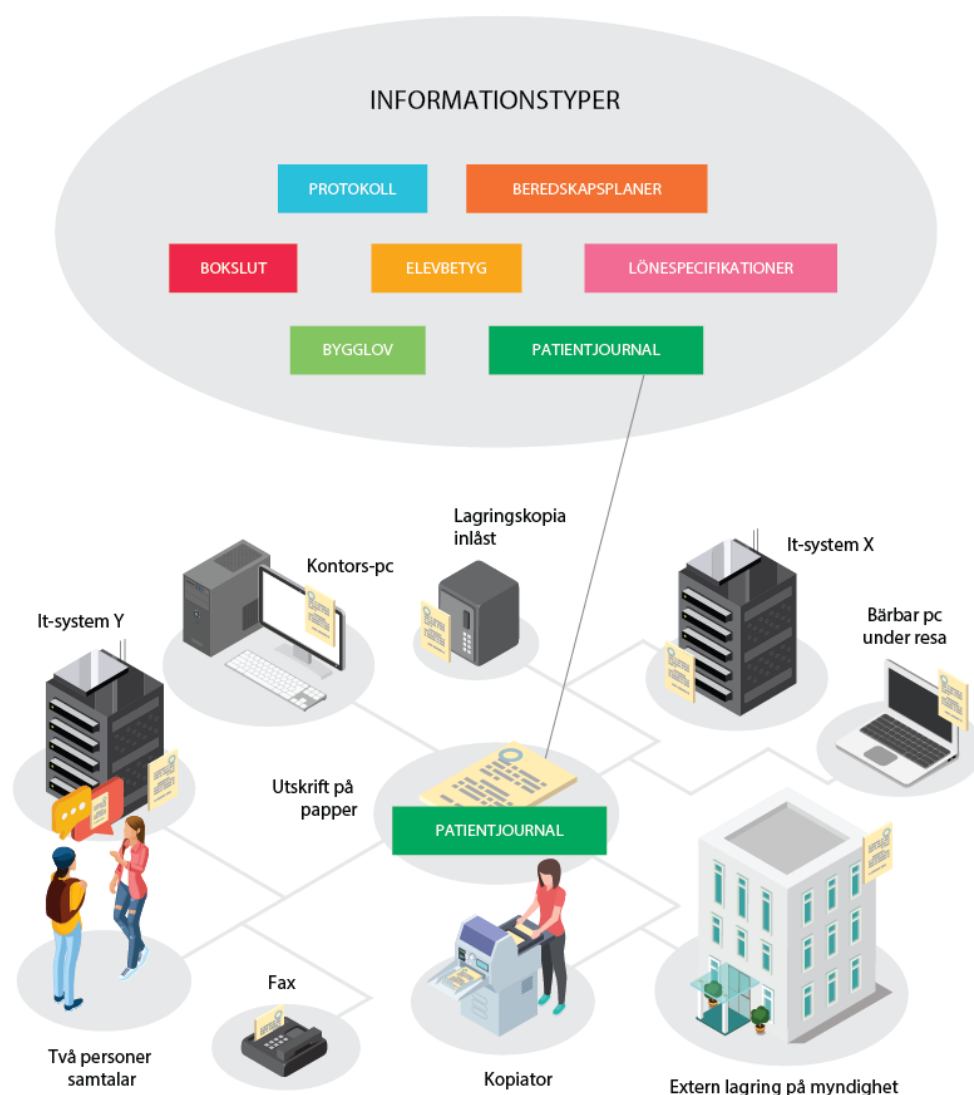 INFORMATIONSTYPER
PROTOKOLL
BEREDSKAPSPLANER
BOKSLUT
ELEVBETYG
LÖNESPECIFIKATIONER
BYGGLOV
PATIENTJOURNAL
Lagringskopia
inlåst
It-system X
Kontors-pc
It-system Y
Bärbar pc
under resa
Utskrift på
papper
PATIENTJOURNAL
Fax
Två personer
samtalar
Kopiator
Extern lagring på myndighet